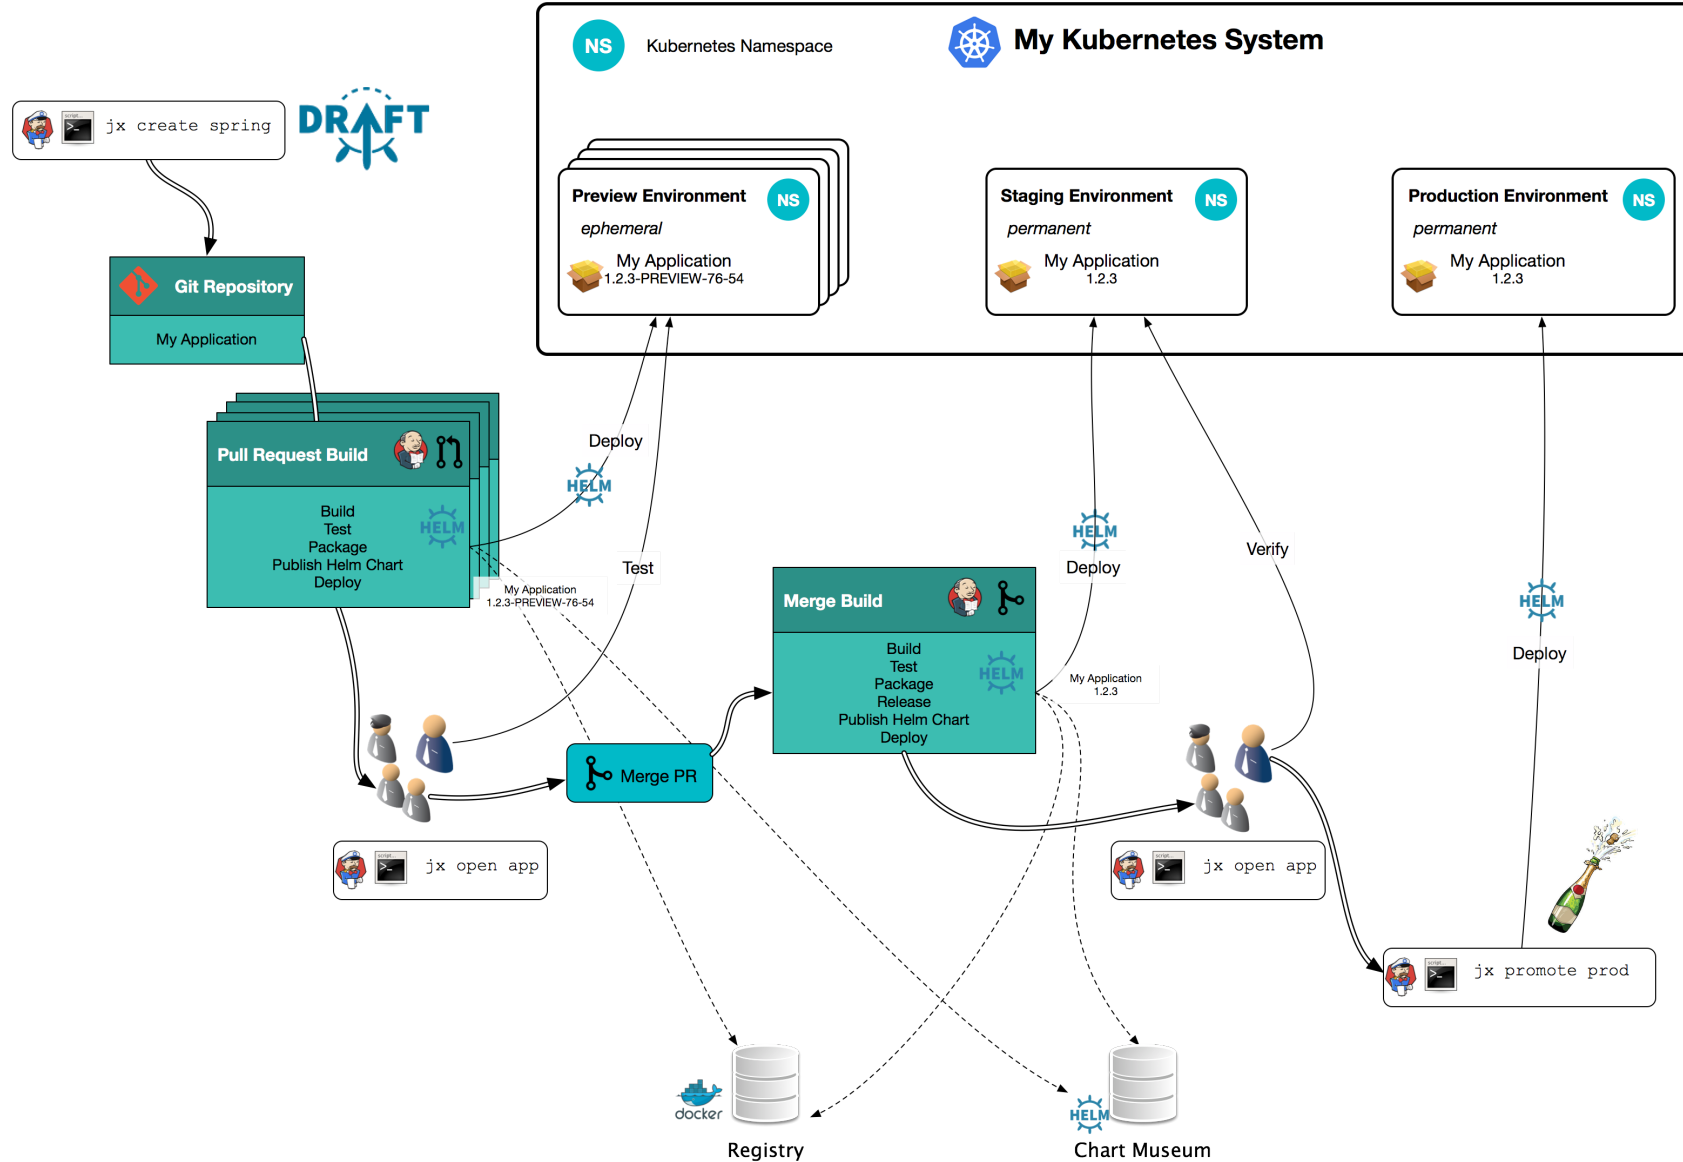 NS
Kubernetes Namespace
My Kubernetes System
script...
>_
jx create spring
DRAFT
Preview Environment
NS
ephemeral
My Application
1.2.3-PREVIEW-76-54
Staging Environment
NS
permanent
My Application
1.2.3
Production Environment
NS
permanent
My Application
1.2.3
Git Repository
My Application
Pull Request Build
Build
Test
Package
Publish Helm Chart
Deploy
HELM
Deploy
HELM
Test
My Application
1.2.3-PREVIEW-76-54
HELM
Deploy
Verify
HELM
Deploy
Merge Build
Build
Test
Package
Release
Publish Helm Chart
Deploy
HELM
My Application
1.2.3
Merge PR
script...
>_
jx open app
script...
>_
jx open app
script...
>_
jx promote prod
docker
Registry
HELM
Chart Museum